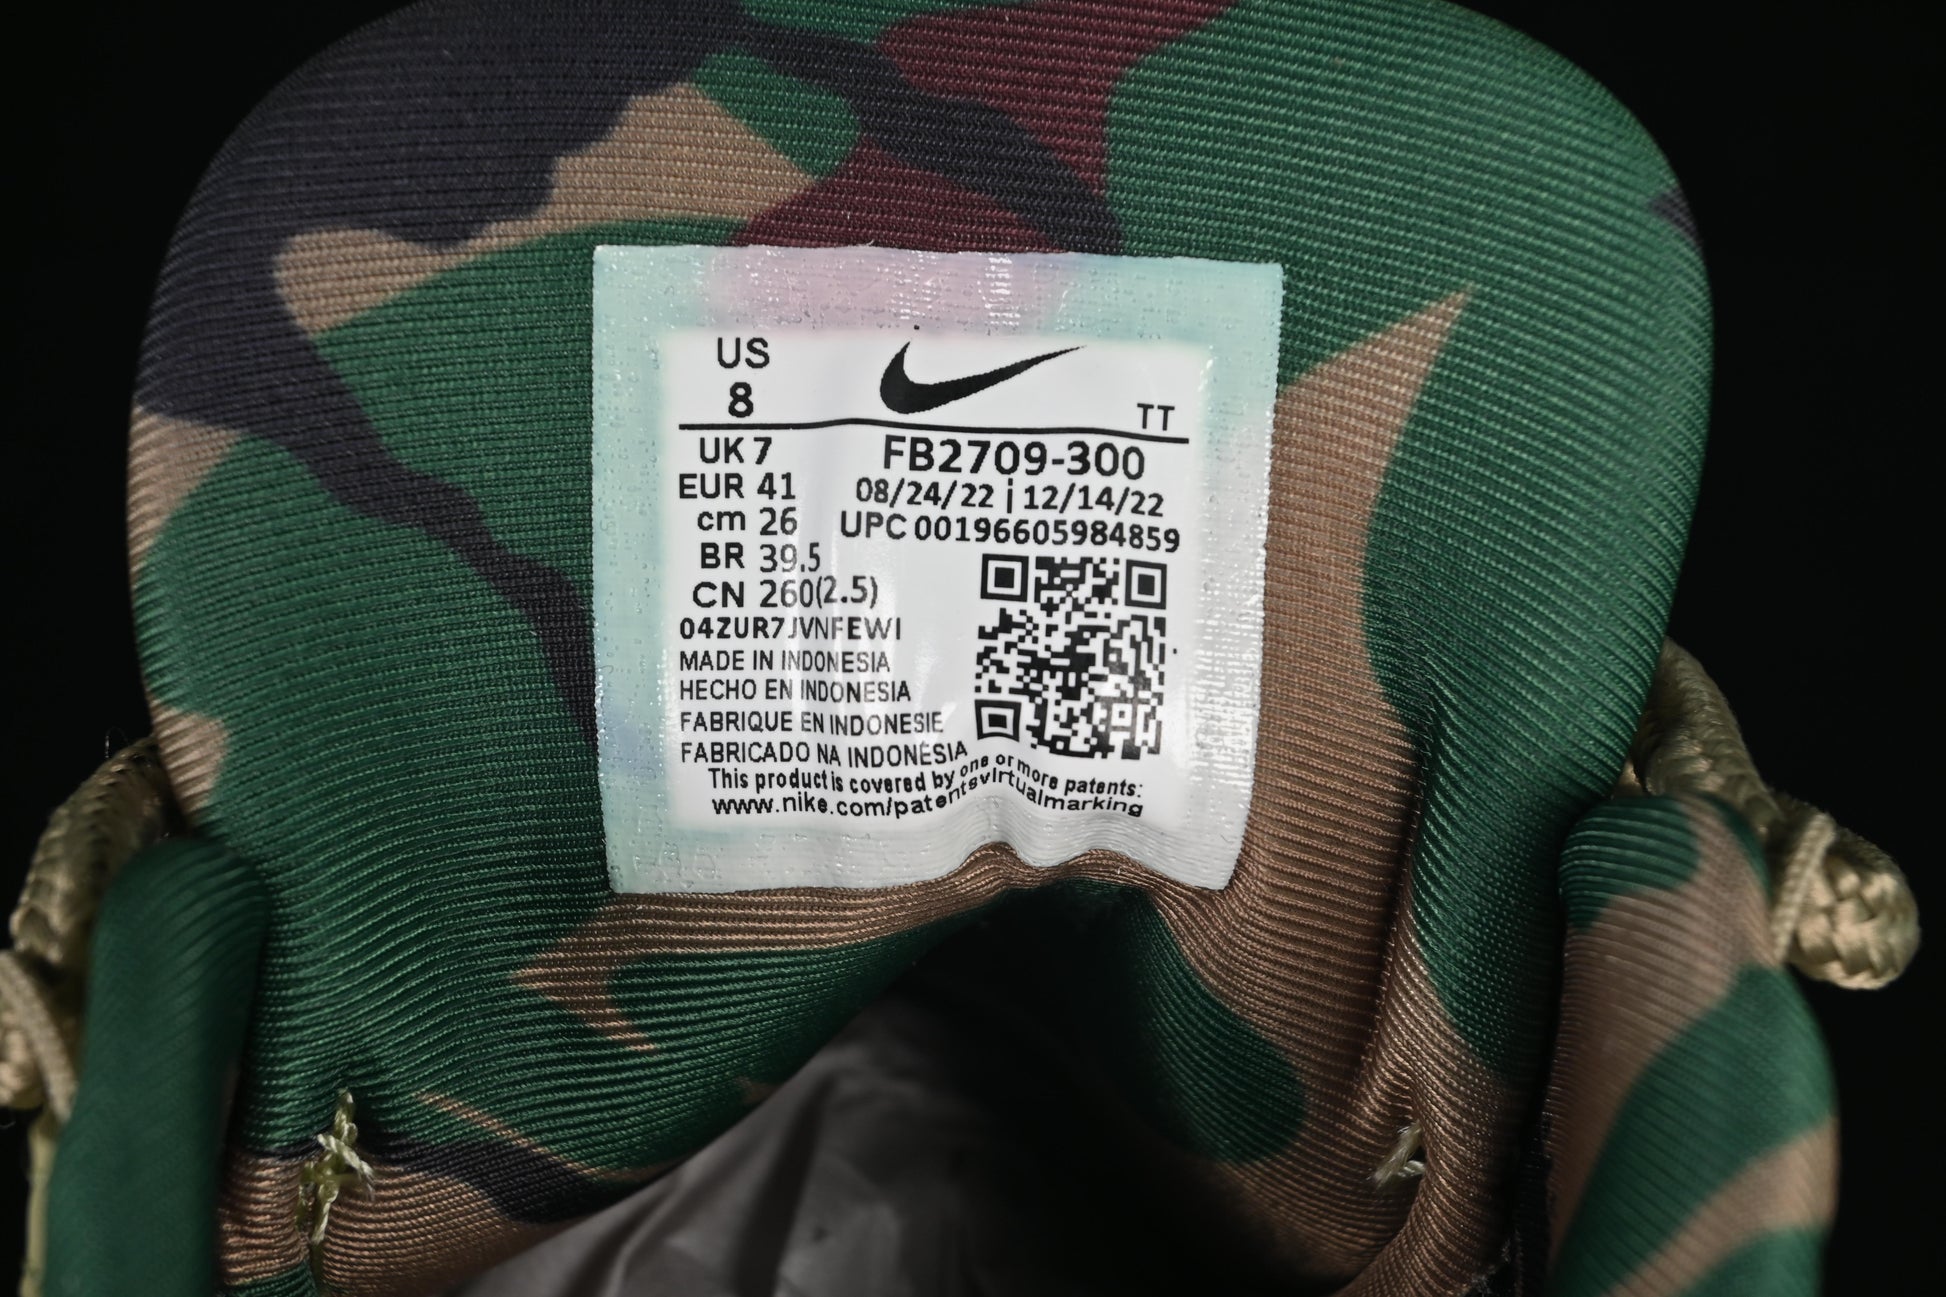 US
8
TT
UK 7
FB2709-300
EUR 41
08/24/22 | 12/14/22
cm 26
UPC 00196605984859
BR 39.5
CN 260(2.5)
04ZUR7JVNFEWI
MADE IN INDONESIA
HECHO EN INDONESIA
FABRIQUE EN INDONESIE
FABRICADO NA INDONÉSIA
This product is covered by one or more patents:
www.nike.com/patentsvirtualmarking